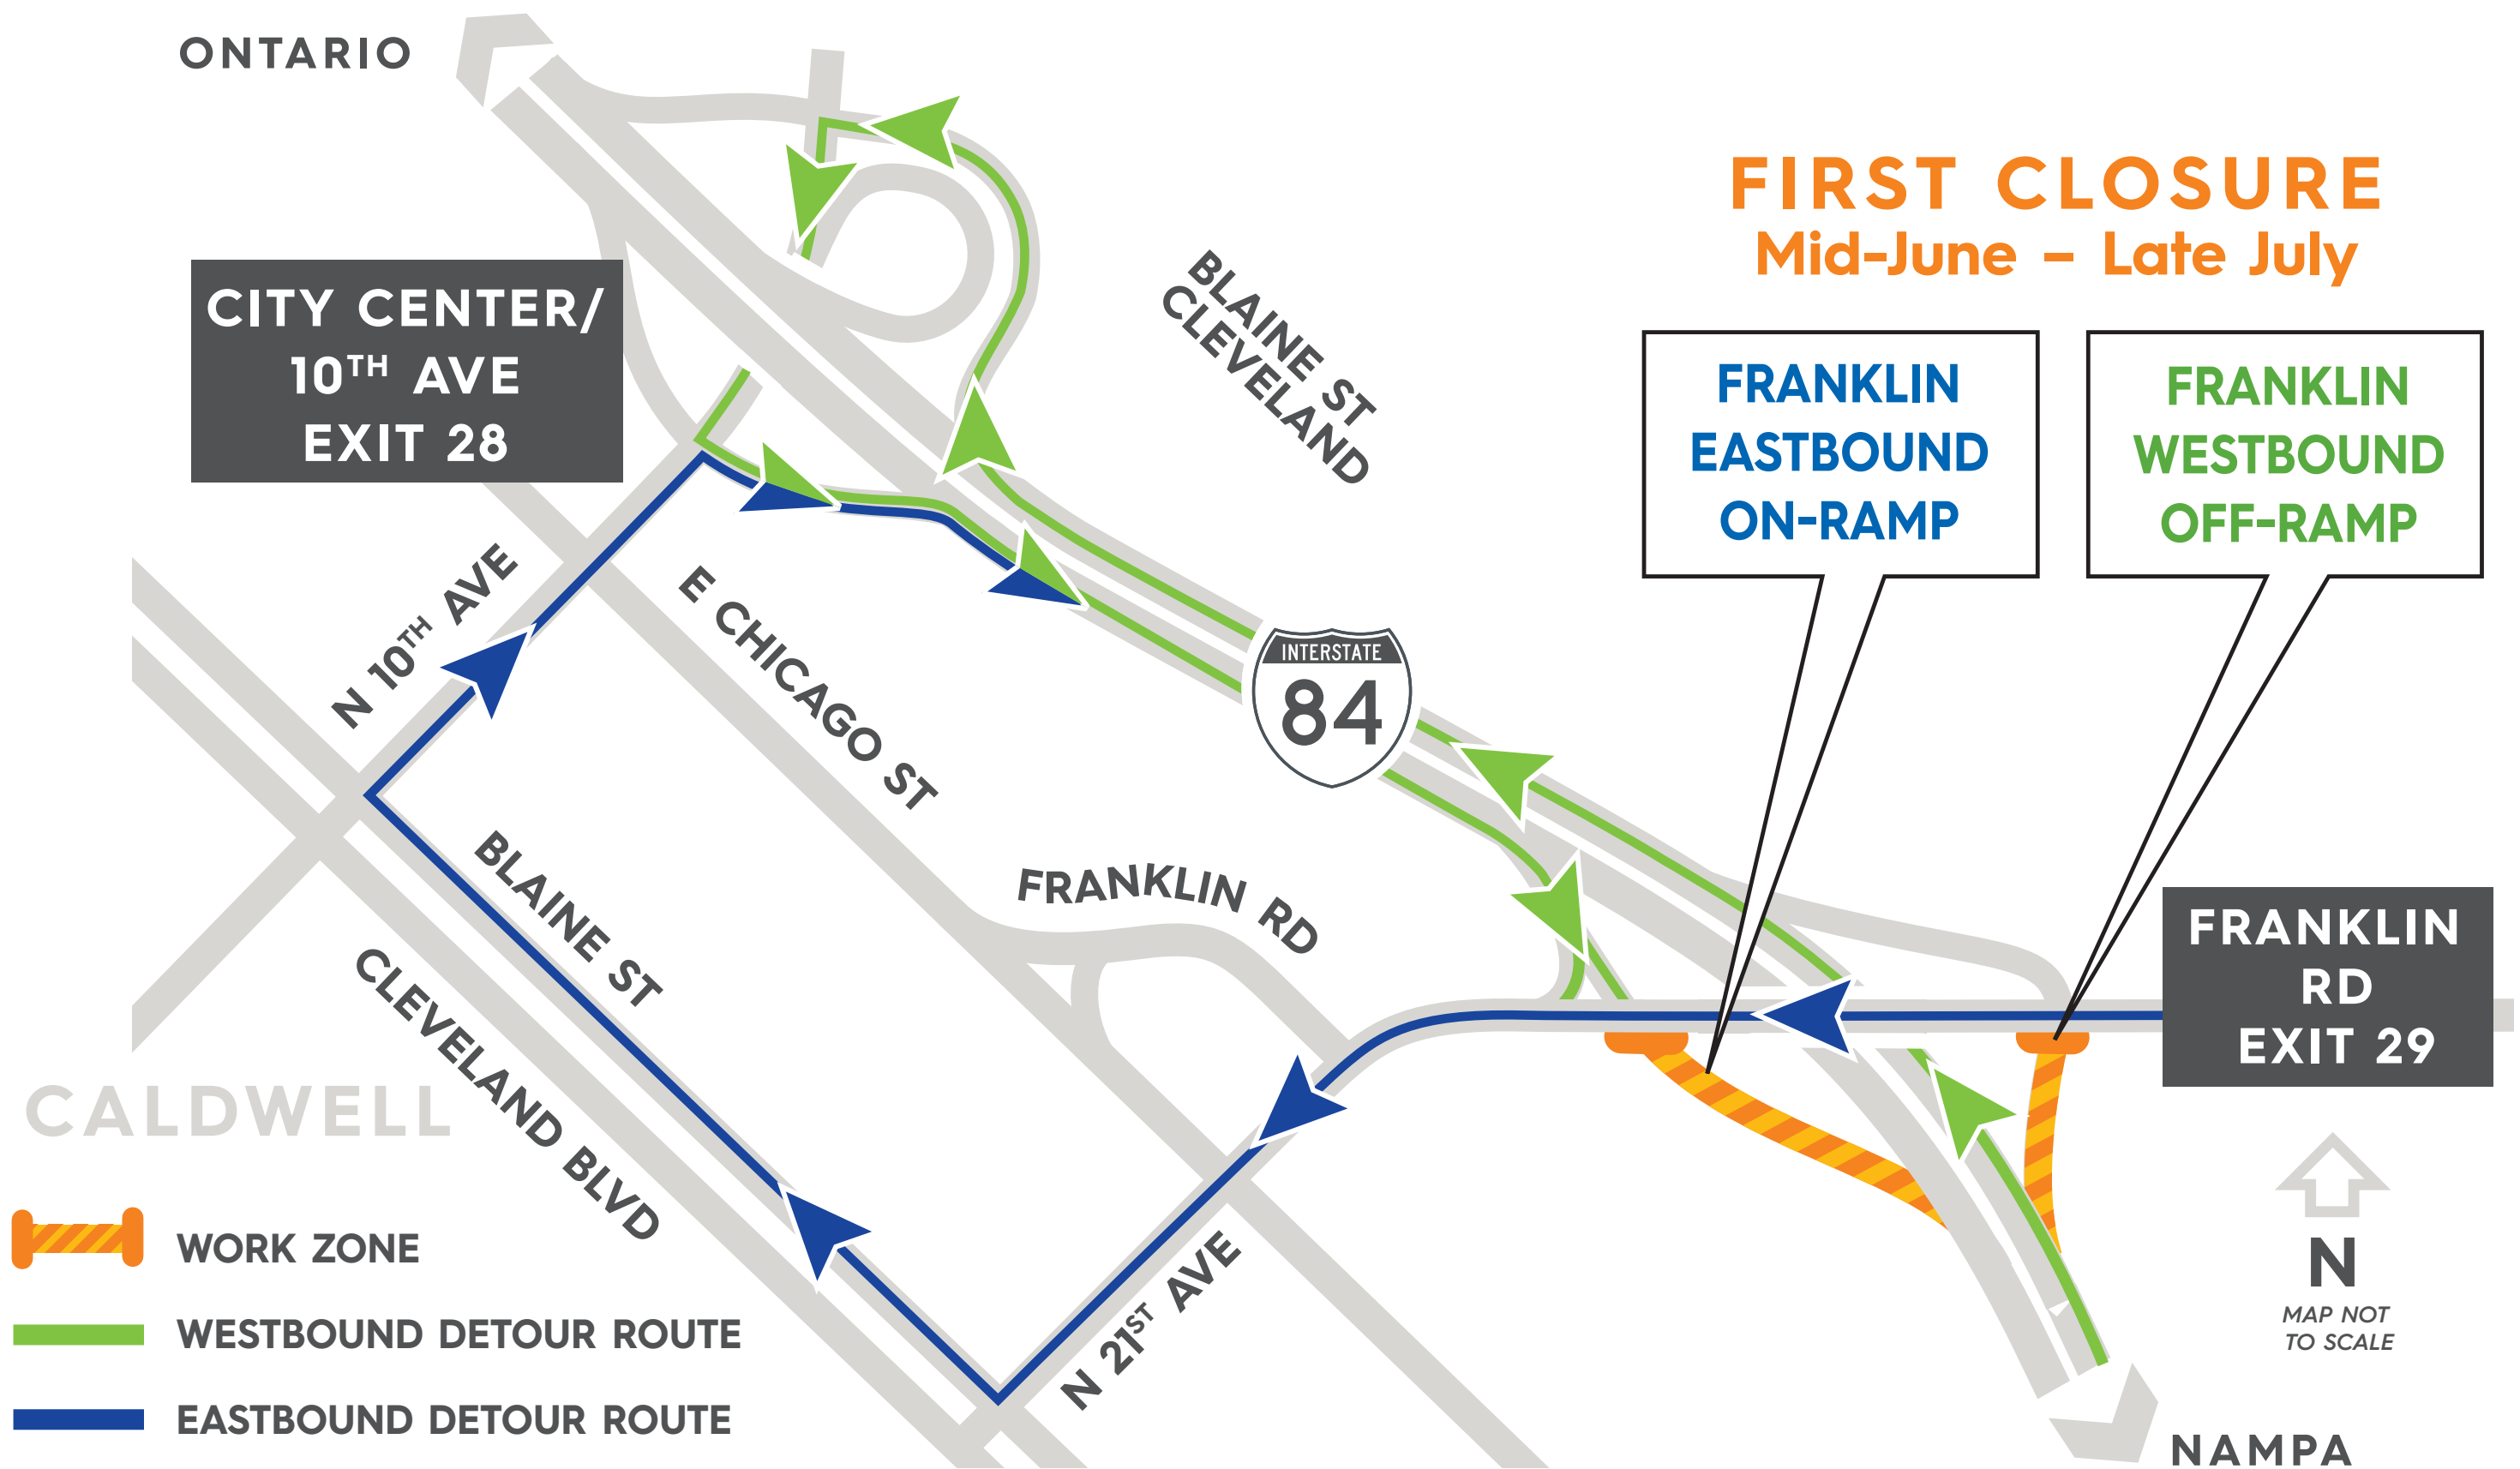 ONTARIO
FIRST CLOSURE
Mid-June – Late July
CITY CENTER/
10TH AVE
EXIT 28
BLAINE ST
CLEVELAND
FRANKLIN
EASTBOUND
ON-RAMP
FRANKLIN
WESTBOUND
OFF-RAMP
N 10TH AVE
E CHICAGO ST
INTERSTATE
84
BLAINE ST
FRANKLIN RD
FRANKLIN
RD
EXIT 29
CLEVELAND BLVD
CALDWELL
N 21ST AVE
WORK ZONE
WESTBOUND DETOUR ROUTE
EASTBOUND DETOUR ROUTE
N
MAP NOT
TO SCALE
NAMPA